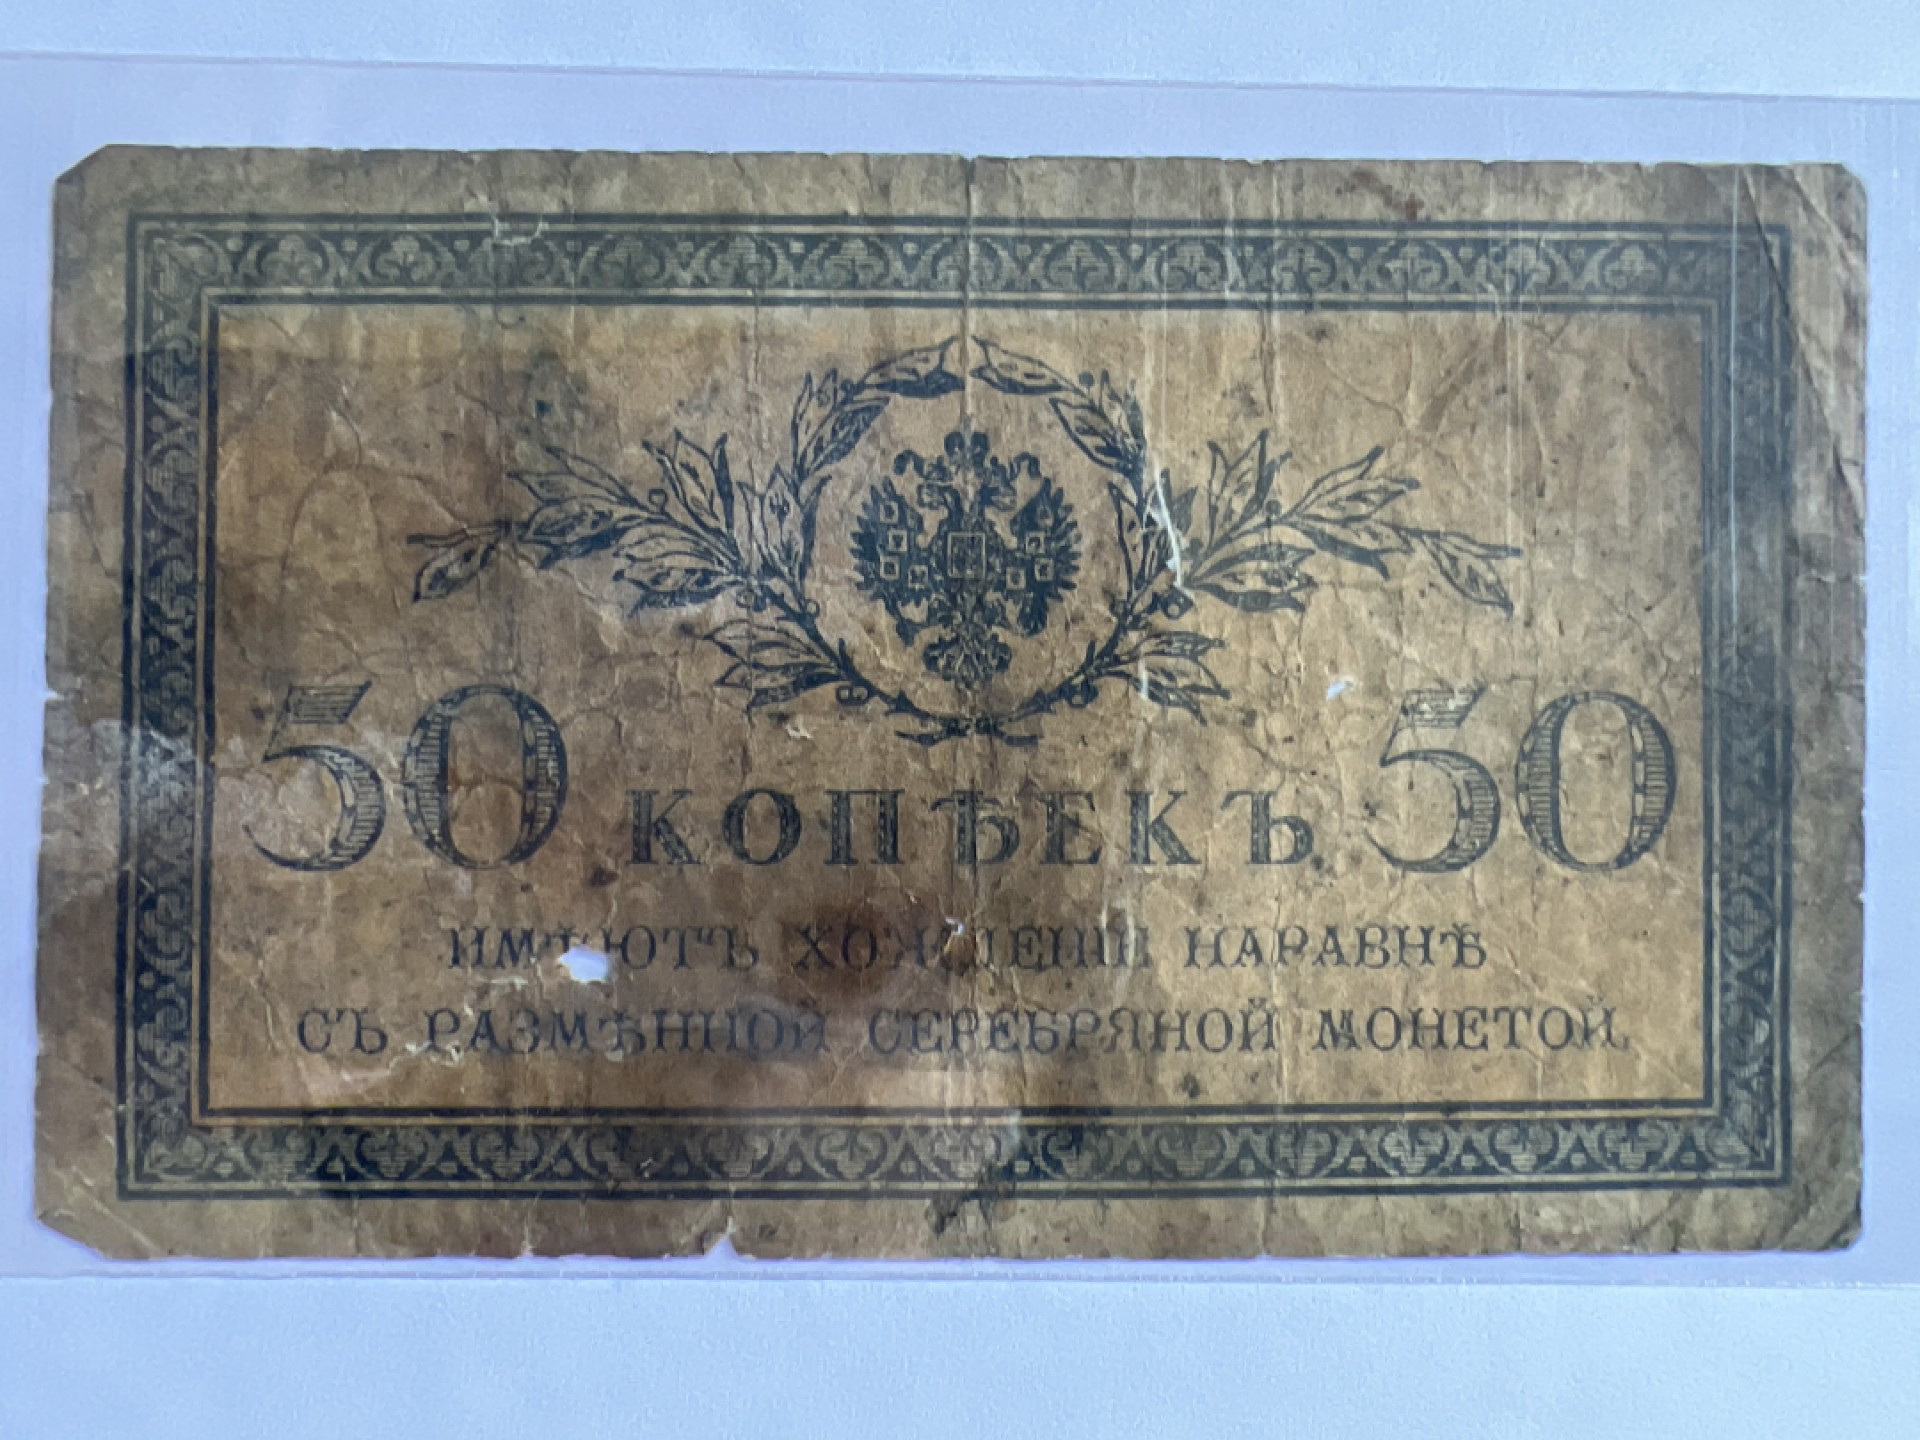 50 КОПѢЕКЪ 50
ИМѢЮТЪ ХОЖДЕНІЕ НАРАВНѢ
СЪ РАЗМѢННОЙ СЕРЕБРЯНОЙ МОНЕТОЙ.